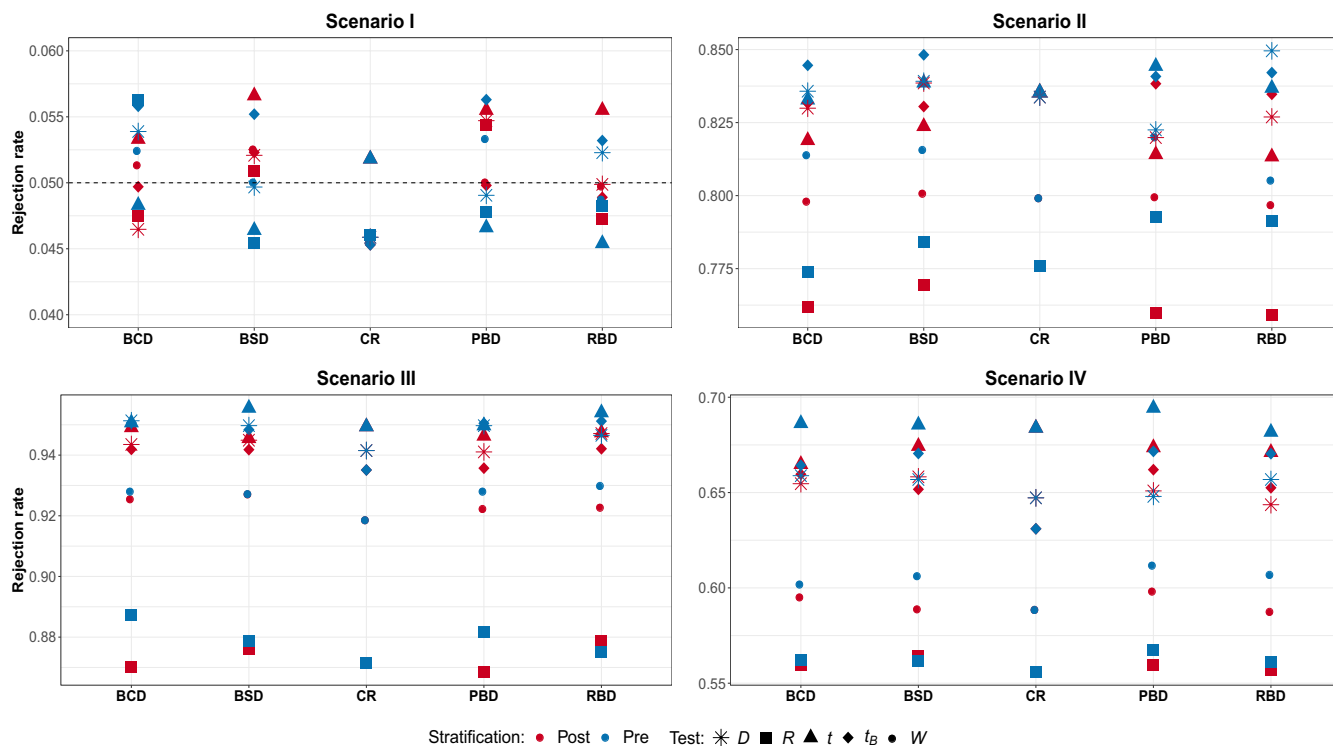 Scenario I
Scenario II
Rejection rate
0.060
0.055
0.050
0.045
0.040
BCD BSD CR PBD RBD
0.850
0.825
0.800
0.775
BCD BSD CR PBD RBD
Scenario III
Scenario IV
Rejection rate
0.94
0.92
0.90
0.88
BCD BSD CR PBD RBD
0.70
0.65
0.60
0.55
BCD BSD CR PBD RBD
Stratification: Post Pre Test: D R t t_B W